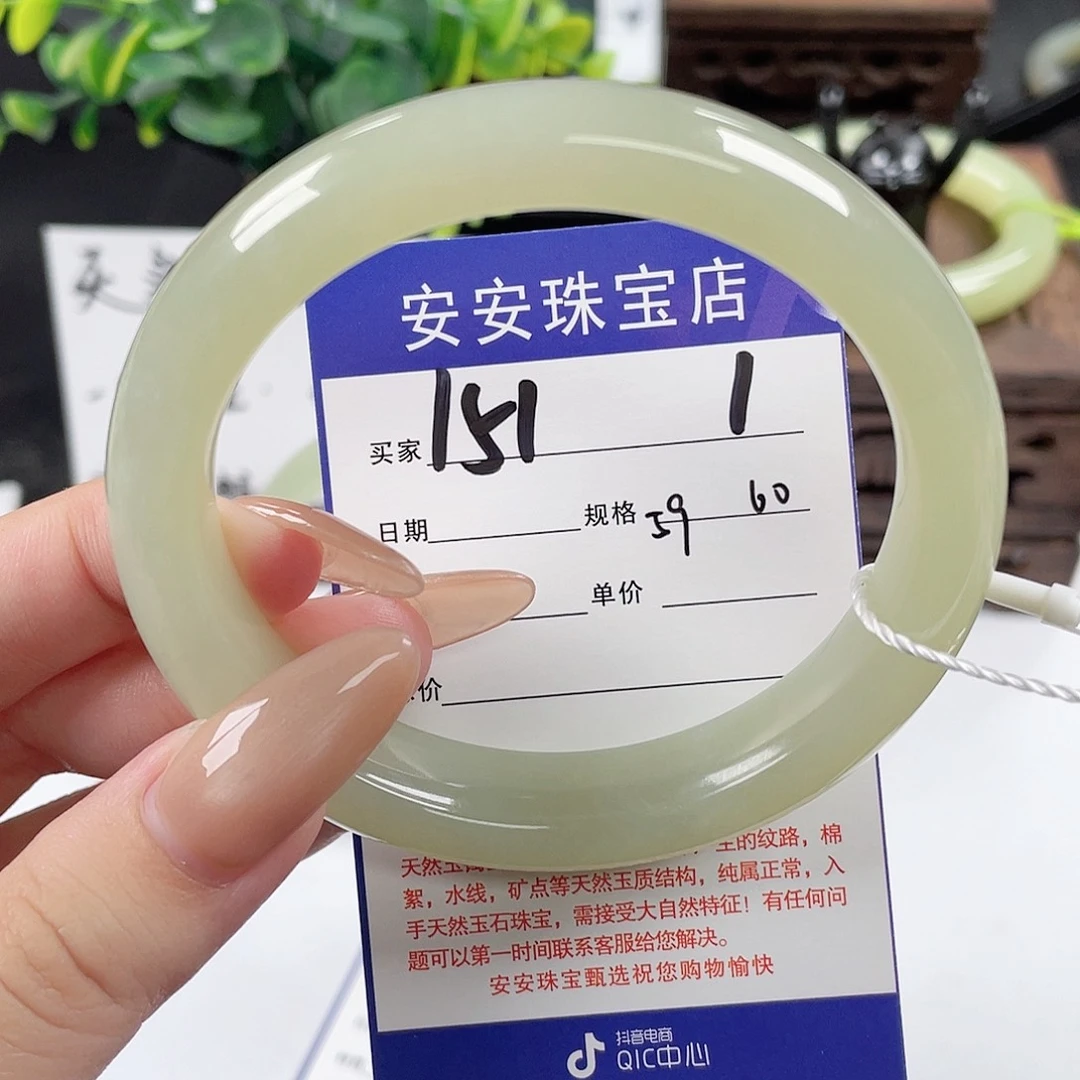 安安珠宝店
买家 151 1
日期 规格 59 60
单价
价
生的纹路，棉
絮，水线，矿点等天然玉质结构，纯属正常，入
手天然玉石珠宝，需接受大自然特征！有任何问
题可以第一时间联系客服给您解决。
安安珠宝甄选祝您购物愉快
抖音电商
QIC中心